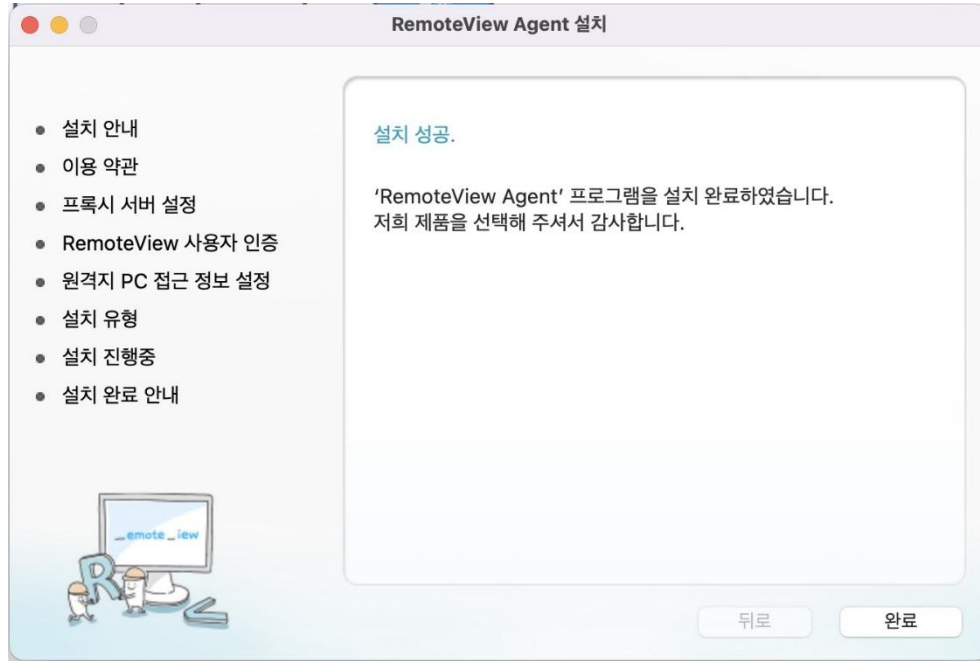 RemoteView Agent 설치
설치 안내
이용 약관
프록시 서버 설정
RemoteView 사용자 인증
원격지 PC 접근 정보 설정
설치 유형
설치 진행중
설치 완료 안내
설치 성공.
‘RemoteView Agent’ 프로그램을 설치 완료하였습니다.
저희 제품을 선택해 주셔서 감사합니다.
_emote_iew
R
V
뒤로
완료